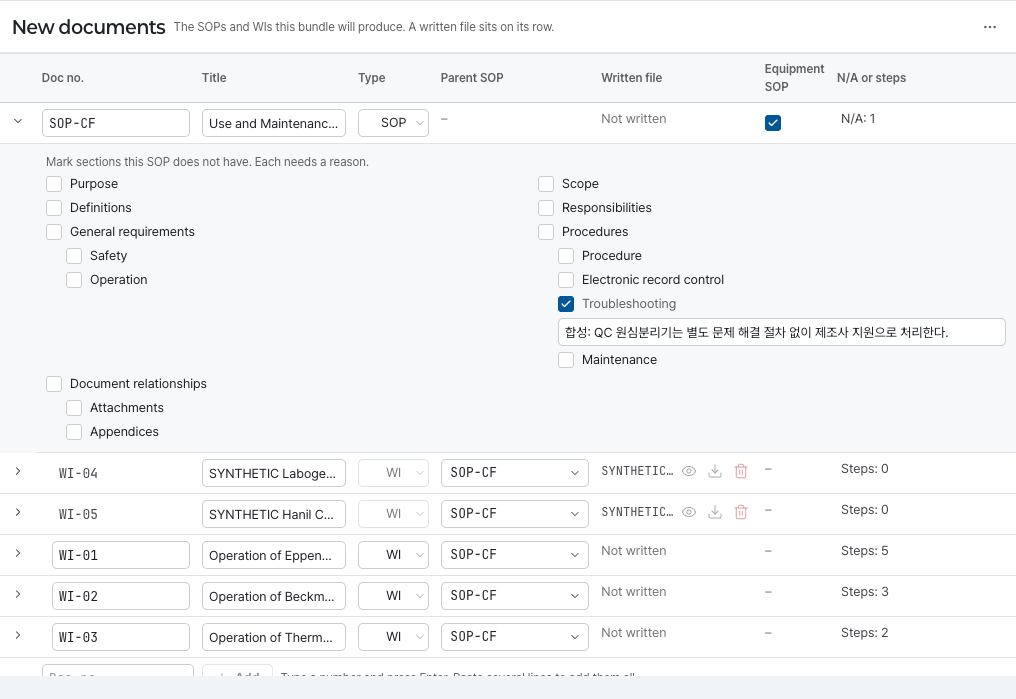 New documents The SOPs and WIs this bundle will produce. A written file sits on its row.
Doc no. Title Type Parent SOP Written file Equipment SOP N/A or steps
SOP-CF Use and Maintenanc... SOP – Not written N/A: 1
Mark sections this SOP does not have. Each needs a reason.
Purpose Scope
Definitions Responsibilities
General requirements Procedures
Safety Procedure
Operation Electronic record control
Troubleshooting
합성: QC 원심분리기는 별도 문제 해결 절차 없이 제조사 지원으로 처리한다.
Maintenance
Document relationships
Attachments
Appendices
WI-04 SYNTHETIC Laboge... WI SOP-CF SYNTHETIC… – Steps: 0
WI-05 SYNTHETIC Hanil C... WI SOP-CF SYNTHETIC… – Steps: 0
WI-01 Operation of Eppen... WI SOP-CF Not written – Steps: 5
WI-02 Operation of Beckm... WI SOP-CF Not written – Steps: 3
WI-03 Operation of Therm... WI SOP-CF Not written – Steps: 2